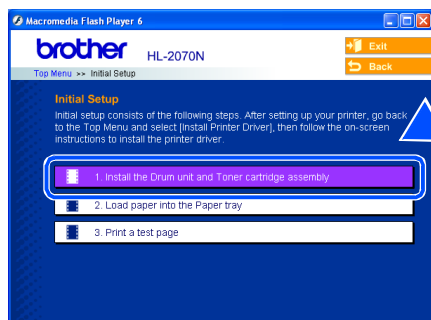 Macromedia Flash Player 6
brother HL-2070N
Exit
Back
Top Menu >> Initial Setup
Initial Setup
Initial setup consists of the following steps. After setting up your printer, go back
to the Top Menu and select [Install Printer Driver], then follow the on-screen
instructions to install the printer driver.
1. Install the Drum unit and Toner cartridge assembly
2. Load paper into the Paper tray
3. Print a test page